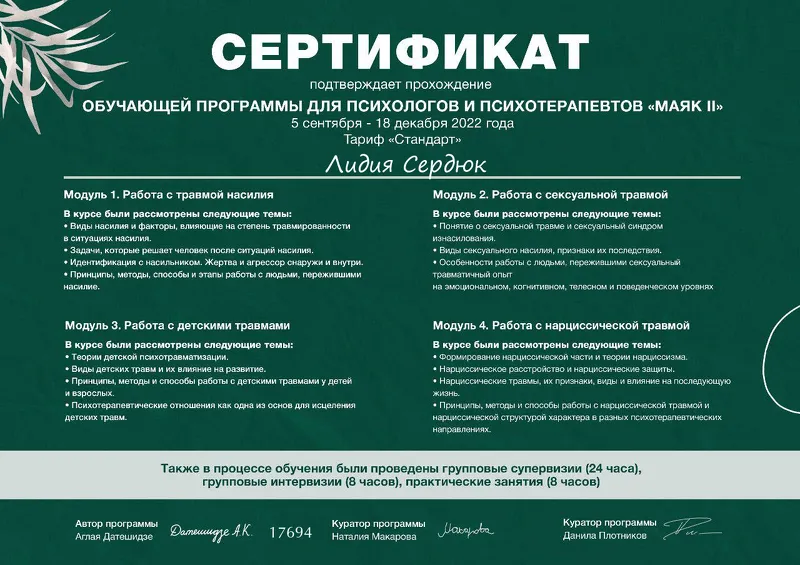 СЕРТИФИКАТ
подтверждает прохождение
ОБУЧАЮЩЕЙ ПРОГРАММЫ ДЛЯ ПСИХОЛОГОВ И ПСИХОТЕРАПЕВТОВ «МАЯК II»
5 сентября - 18 декабря 2022 года
Тариф «Стандарт»
Лидия Сердюк
Модуль 1. Работа с травмой насилия
В курсе были рассмотрены следующие темы:
• Виды насилия и факторы, влияющие на степень травмированности
в ситуациях насилия.
• Задачи, которые решает человек после ситуаций насилия.
• Идентификация с насильником. Жертва и агрессор снаружи и внутри.
• Принципы, методы, способы и этапы работы с людьми, пережившими
насилие.
Модуль 2. Работа с сексуальной травмой
В курсе были рассмотрены следующие темы:
• Понятие о сексуальной травме и сексуальный синдром
изнасилования.
• Виды сексуального насилия, признаки их последствия.
• Особенности работы с людьми, пережившими сексуальный
травматичный опыт
на эмоциональном, когнитивном, телесном и поведенческом уровнях
Модуль 3. Работа с детскими травмами
В курсе были рассмотрены следующие темы:
• Теории детской психотравматизации.
• Виды детских травм и их влияние на развитие.
• Принципы, методы и способы работы с детскими травмами у детей
и взрослых.
• Психотерапевтические отношения как одна из основ для исцеления
детских травм.
Модуль 4. Работа с нарциссической травмой
В курсе были рассмотрены следующие темы:
• Формирование нарциссической части и теории нарциссизма.
• Нарциссическое расстройство и нарциссические защиты.
• Нарциссические травмы, их признаки, виды и влияние на последующую
жизнь.
• Принципы, методы и способы работы с нарциссической травмой и
нарциссической структурой характера в разных психотерапевтических
направлениях.
Также в процессе обучения были проведены групповые супервизии (24 часа),
групповые интервизии (8 часов), практические занятия (8 часов)
Автор программы
Аглая Датешидзе
Датешидзе А.К.
17694
Куратор программы
Наталия Макарова
Макарова
Куратор программы
Данила Плотников